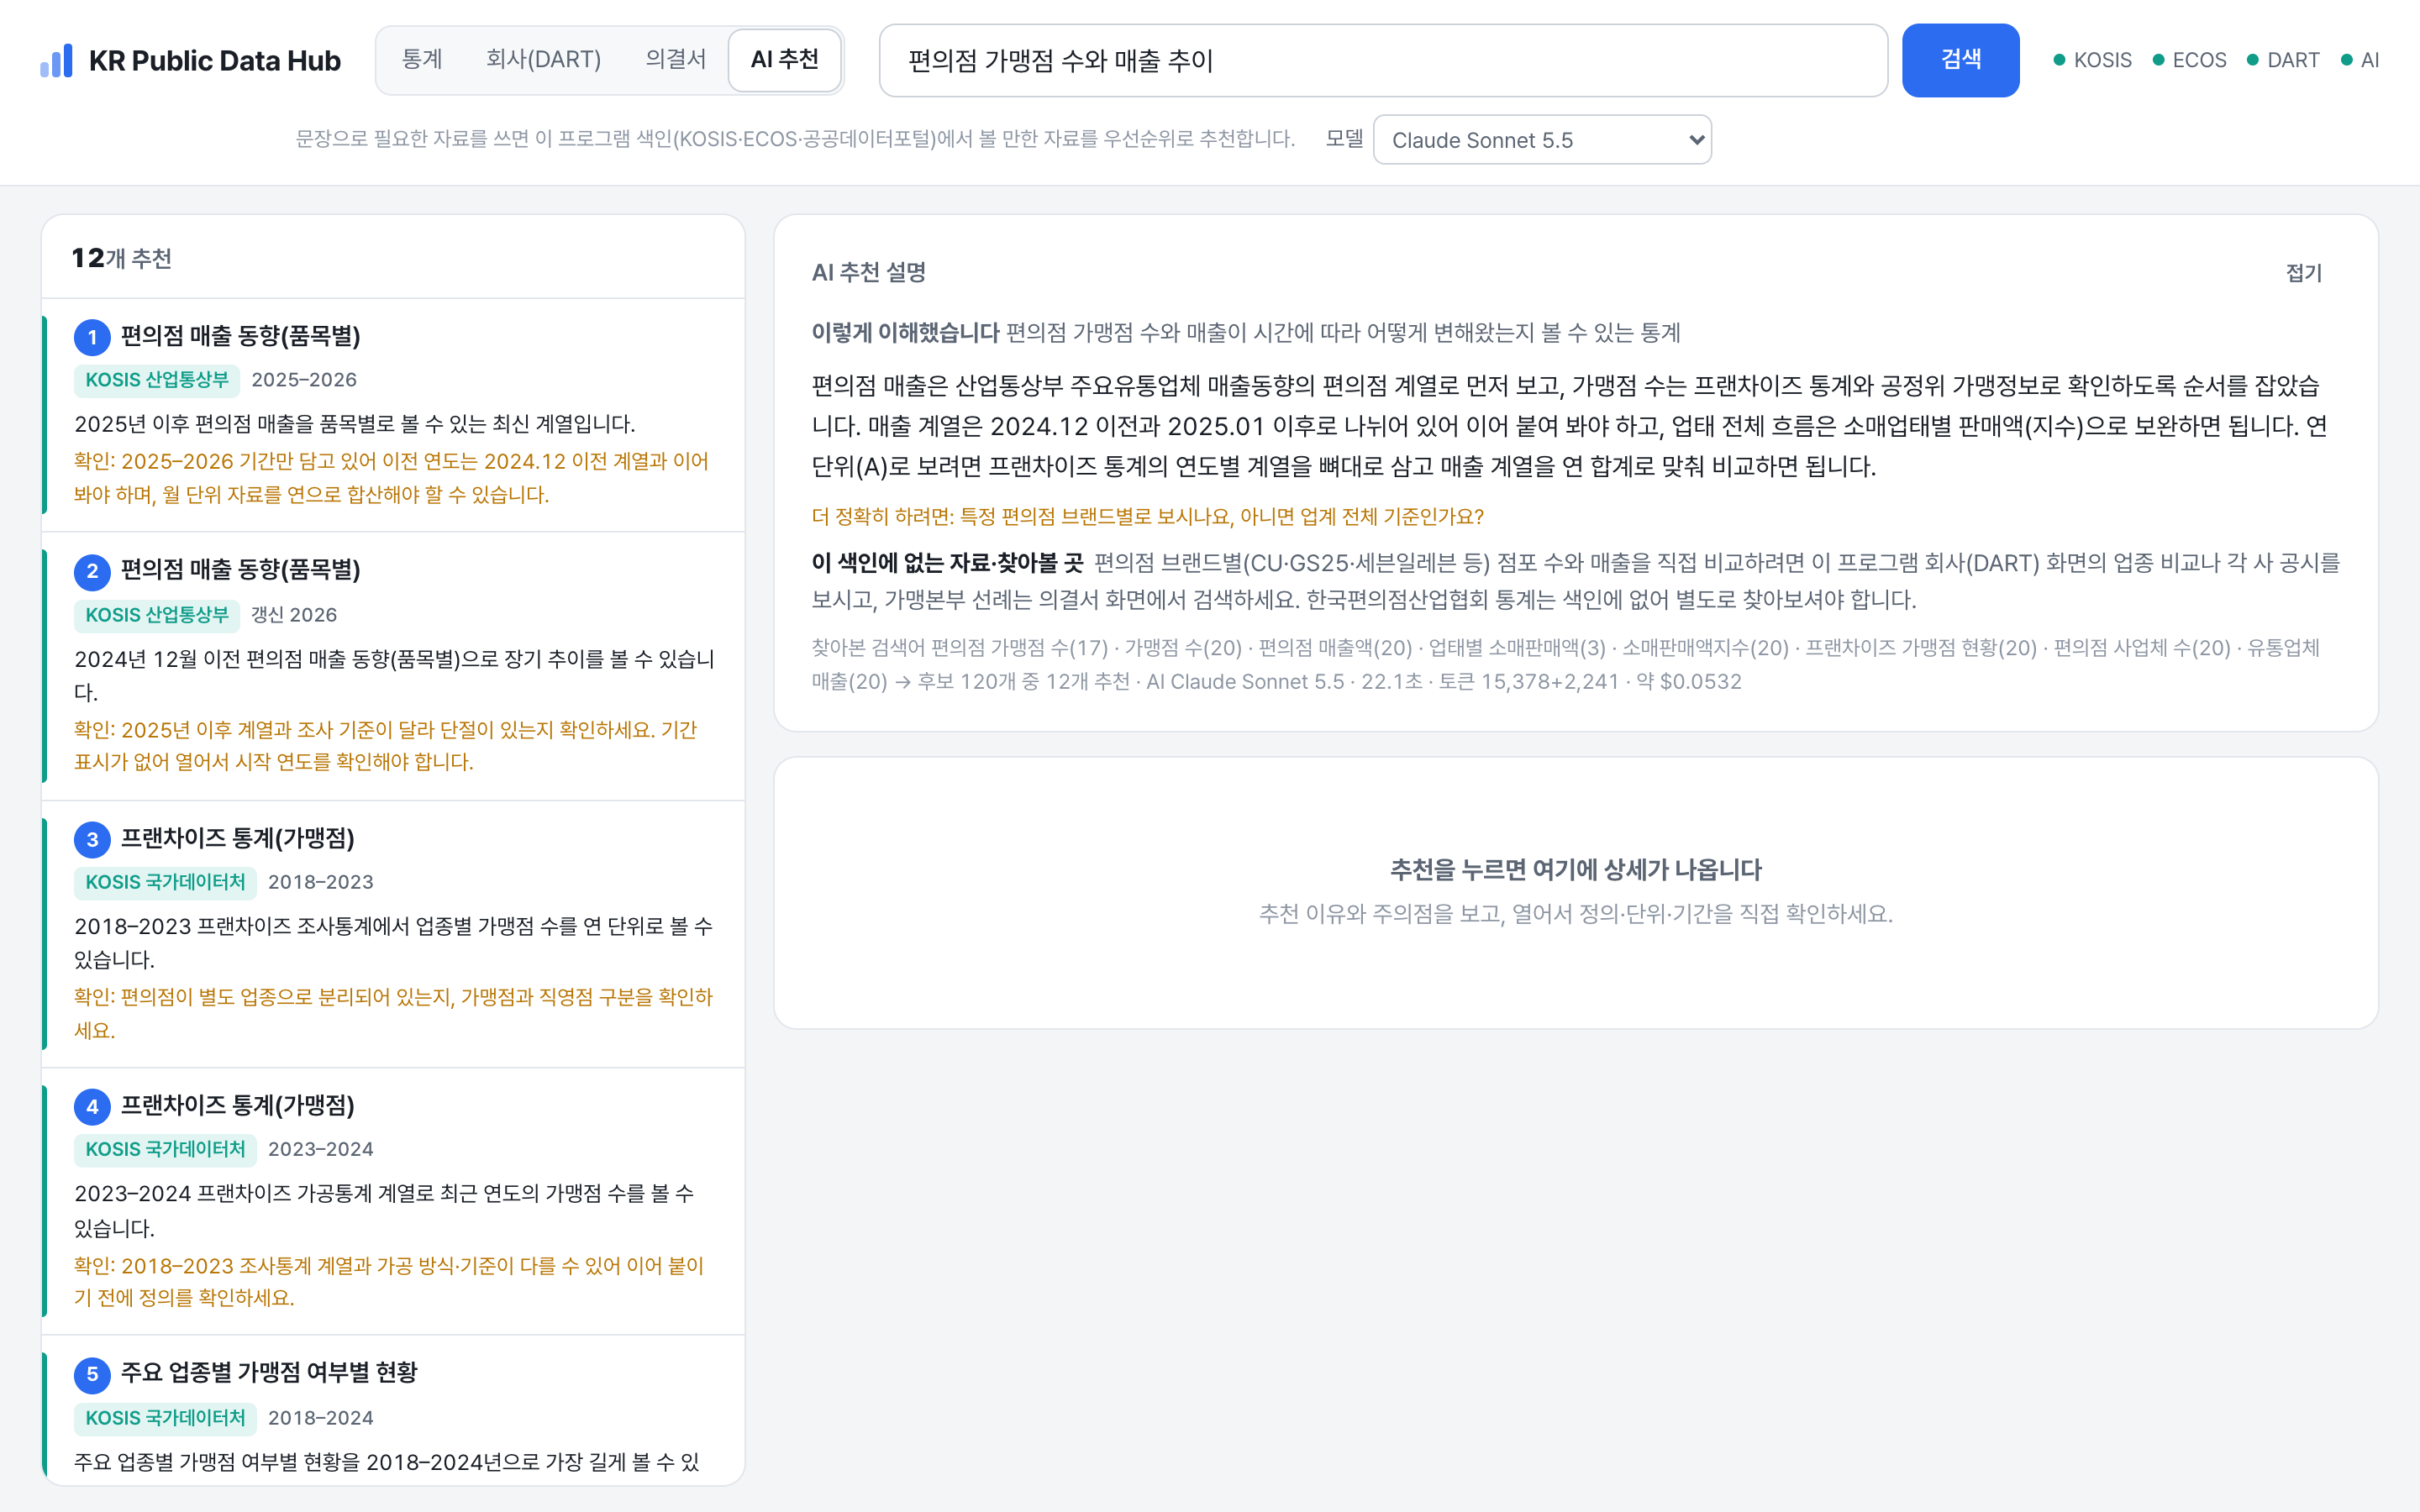 KR Public Data Hub
통계
회사(DART)
의결서
AI 추천
편의점 가맹점 수와 매출 추이
검색
KOSIS
ECOS
DART
AI
문장으로 필요한 자료를 쓰면 이 프로그램 색인(KOSIS·ECOS·공공데이터포털)에서 볼 만한 자료를 우선순위로 추천합니다.
모델
Claude Sonnet 5.5
12개 추천
1 편의점 매출 동향(품목별)
KOSIS 산업통상부 2025–2026
2025년 이후 편의점 매출을 품목별로 볼 수 있는 최신 계열입니다.
확인: 2025–2026 기간만 담고 있어 이전 연도는 2024.12 이전 계열과 이어
봐야 하며, 월 단위 자료를 연으로 합산해야 할 수 있습니다.
2 편의점 매출 동향(품목별)
KOSIS 산업통상부 갱신 2026
2024년 12월 이전 편의점 매출 동향(품목별)으로 장기 추이를 볼 수 있습니
다.
확인: 2025년 이후 계열과 조사 기준이 달라 단절이 있는지 확인하세요. 기간
표시가 없어 열어서 시작 연도를 확인해야 합니다.
3 프랜차이즈 통계(가맹점)
KOSIS 국가데이터처 2018–2023
2018–2023 프랜차이즈 조사통계에서 업종별 가맹점 수를 연 단위로 볼 수
있습니다.
확인: 편의점이 별도 업종으로 분리되어 있는지, 가맹점과 직영점 구분을 확인하
세요.
4 프랜차이즈 통계(가맹점)
KOSIS 국가데이터처 2023–2024
2023–2024 프랜차이즈 가공통계 계열로 최근 연도의 가맹점 수를 볼 수
있습니다.
확인: 2018–2023 조사통계 계열과 가공 방식·기준이 다를 수 있어 이어 붙이
기 전에 정의를 확인하세요.
5 주요 업종별 가맹점 여부별 현황
KOSIS 국가데이터처 2018–2024
주요 업종별 가맹점 여부별 현황을 2018–2024년으로 가장 길게 볼 수 있
AI 추천 설명
접기
이렇게 이해했습니다 편의점 가맹점 수와 매출이 시간에 따라 어떻게 변해왔는지 볼 수 있는 통계
편의점 매출은 산업통상부 주요유통업체 매출동향의 편의점 계열로 먼저 보고, 가맹점 수는 프랜차이즈 통계와 공정위 가맹정보로 확인하도록 순서를 잡았습
니다. 매출 계열은 2024.12 이전과 2025.01 이후로 나뉘어 있어 이어 붙여 봐야 하고, 업태 전체 흐름은 소매업태별 판매액(지수)으로 보완하면 됩니다. 연
단위(A)로 보려면 프랜차이즈 통계의 연도별 계열을 뼈대로 삼고 매출 계열을 연 합계로 맞춰 비교하면 됩니다.
더 정확히 하려면: 특정 편의점 브랜드별로 보시나요, 아니면 업계 전체 기준인가요?
이 색인에 없는 자료·찾아볼 곳 편의점 브랜드별(CU·GS25·세븐일레븐 등) 점포 수와 매출을 직접 비교하려면 이 프로그램 회사(DART) 화면의 업종 비교나 각 사 공시를
보시고, 가맹본부 선례는 의결서 화면에서 검색하세요. 한국편의점산업협회 통계는 색인에 없어 별도로 찾아보셔야 합니다.
찾아본 검색어 편의점 가맹점 수(17) · 가맹점 수(20) · 편의점 매출액(20) · 업태별 소매판매액(3) · 소매판매액지수(20) · 프랜차이즈 가맹점 현황(20) · 편의점 사업체 수(20) · 유통업체
매출(20) → 후보 120개 중 12개 추천 · AI Claude Sonnet 5.5 · 22.1초 · 토큰 15,378+2,241 · 약 $0.0532
추천을 누르면 여기에 상세가 나옵니다
추천 이유와 주의점을 보고, 열어서 정의·단위·기간을 직접 확인하세요.